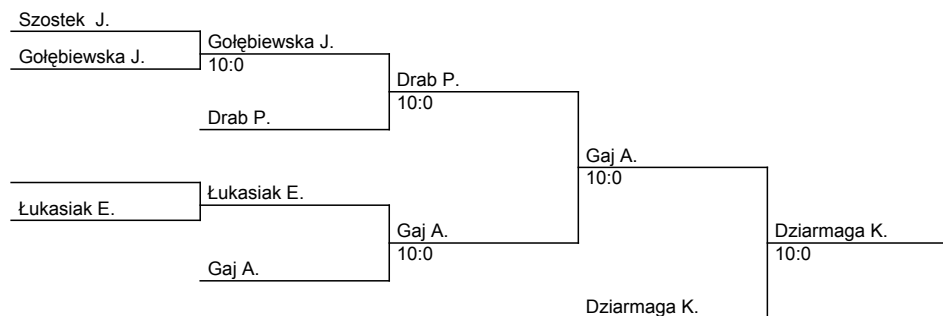 Szostek J.
Gołębiewska J.
Gołębiewska J.
10:0
Drab P.
10:0
Drab P.
Gaj A.
10:0
Łukasiak E.
Łukasiak E.
Gaj A.
10:0
Dziarmaga K.
10:0
Gaj A.
Dziarmaga K.